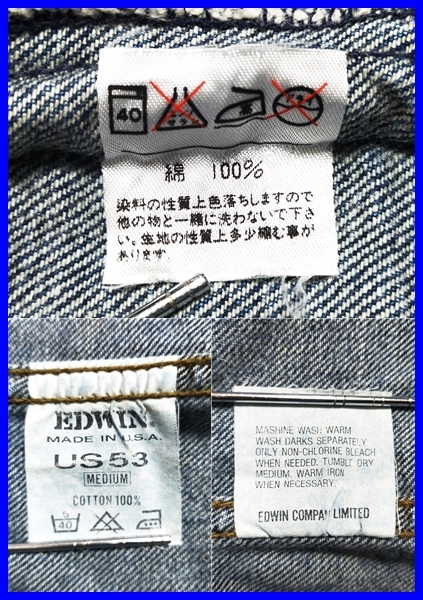 40
綿 100%
染料の性質上色落ちしますので
他の物と一緒に洗わないで下さ
い。生地の性質上多少縮む事が
あります。
EDWIN
MADE IN U.S.A.
US53
MEDIUM
COTTON 100%
40
MASHINE WASH WARM
WASH DARKS SEPARATELY
ONLY NON-CHLORINE BLEACH
WHEN NEEDED. TUMBLE DRY
MEDIUM. WARM IRON
WHEN NECESSARY.
EDWIN COMPANY LIMITED